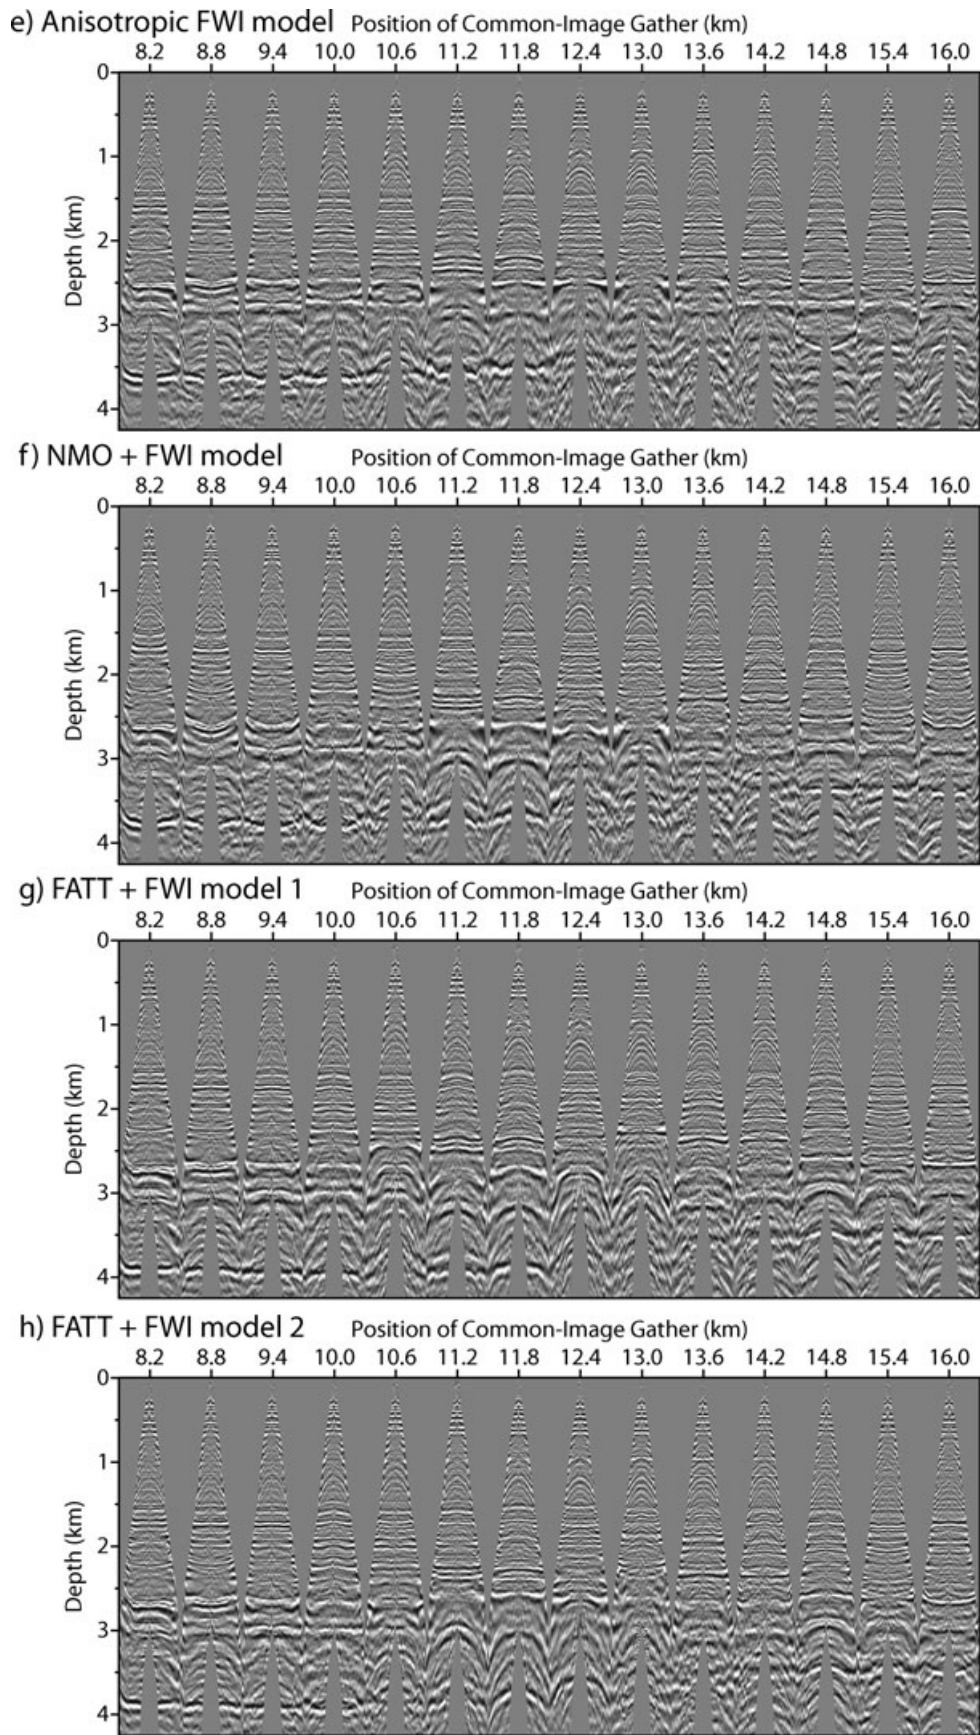 e) Anisotropic FWI model Position of Common-Image Gather (km)
8.2 8.8 9.4 10.0 10.6 11.2 11.8 12.4 13.0 13.6 14.2 14.8 15.4 16.0
0
1
2
3
4
Depth (km)
f) NMO + FWI model Position of Common-Image Gather (km)
8.2 8.8 9.4 10.0 10.6 11.2 11.8 12.4 13.0 13.6 14.2 14.8 15.4 16.0
0
1
2
3
4
Depth (km)
g) FATT + FWI model 1 Position of Common-Image Gather (km)
8.2 8.8 9.4 10.0 10.6 11.2 11.8 12.4 13.0 13.6 14.2 14.8 15.4 16.0
0
1
2
3
4
Depth (km)
h) FATT + FWI model 2 Position of Common-Image Gather (km)
8.2 8.8 9.4 10.0 10.6 11.2 11.8 12.4 13.0 13.6 14.2 14.8 15.4 16.0
0
1
2
3
4
Depth (km)